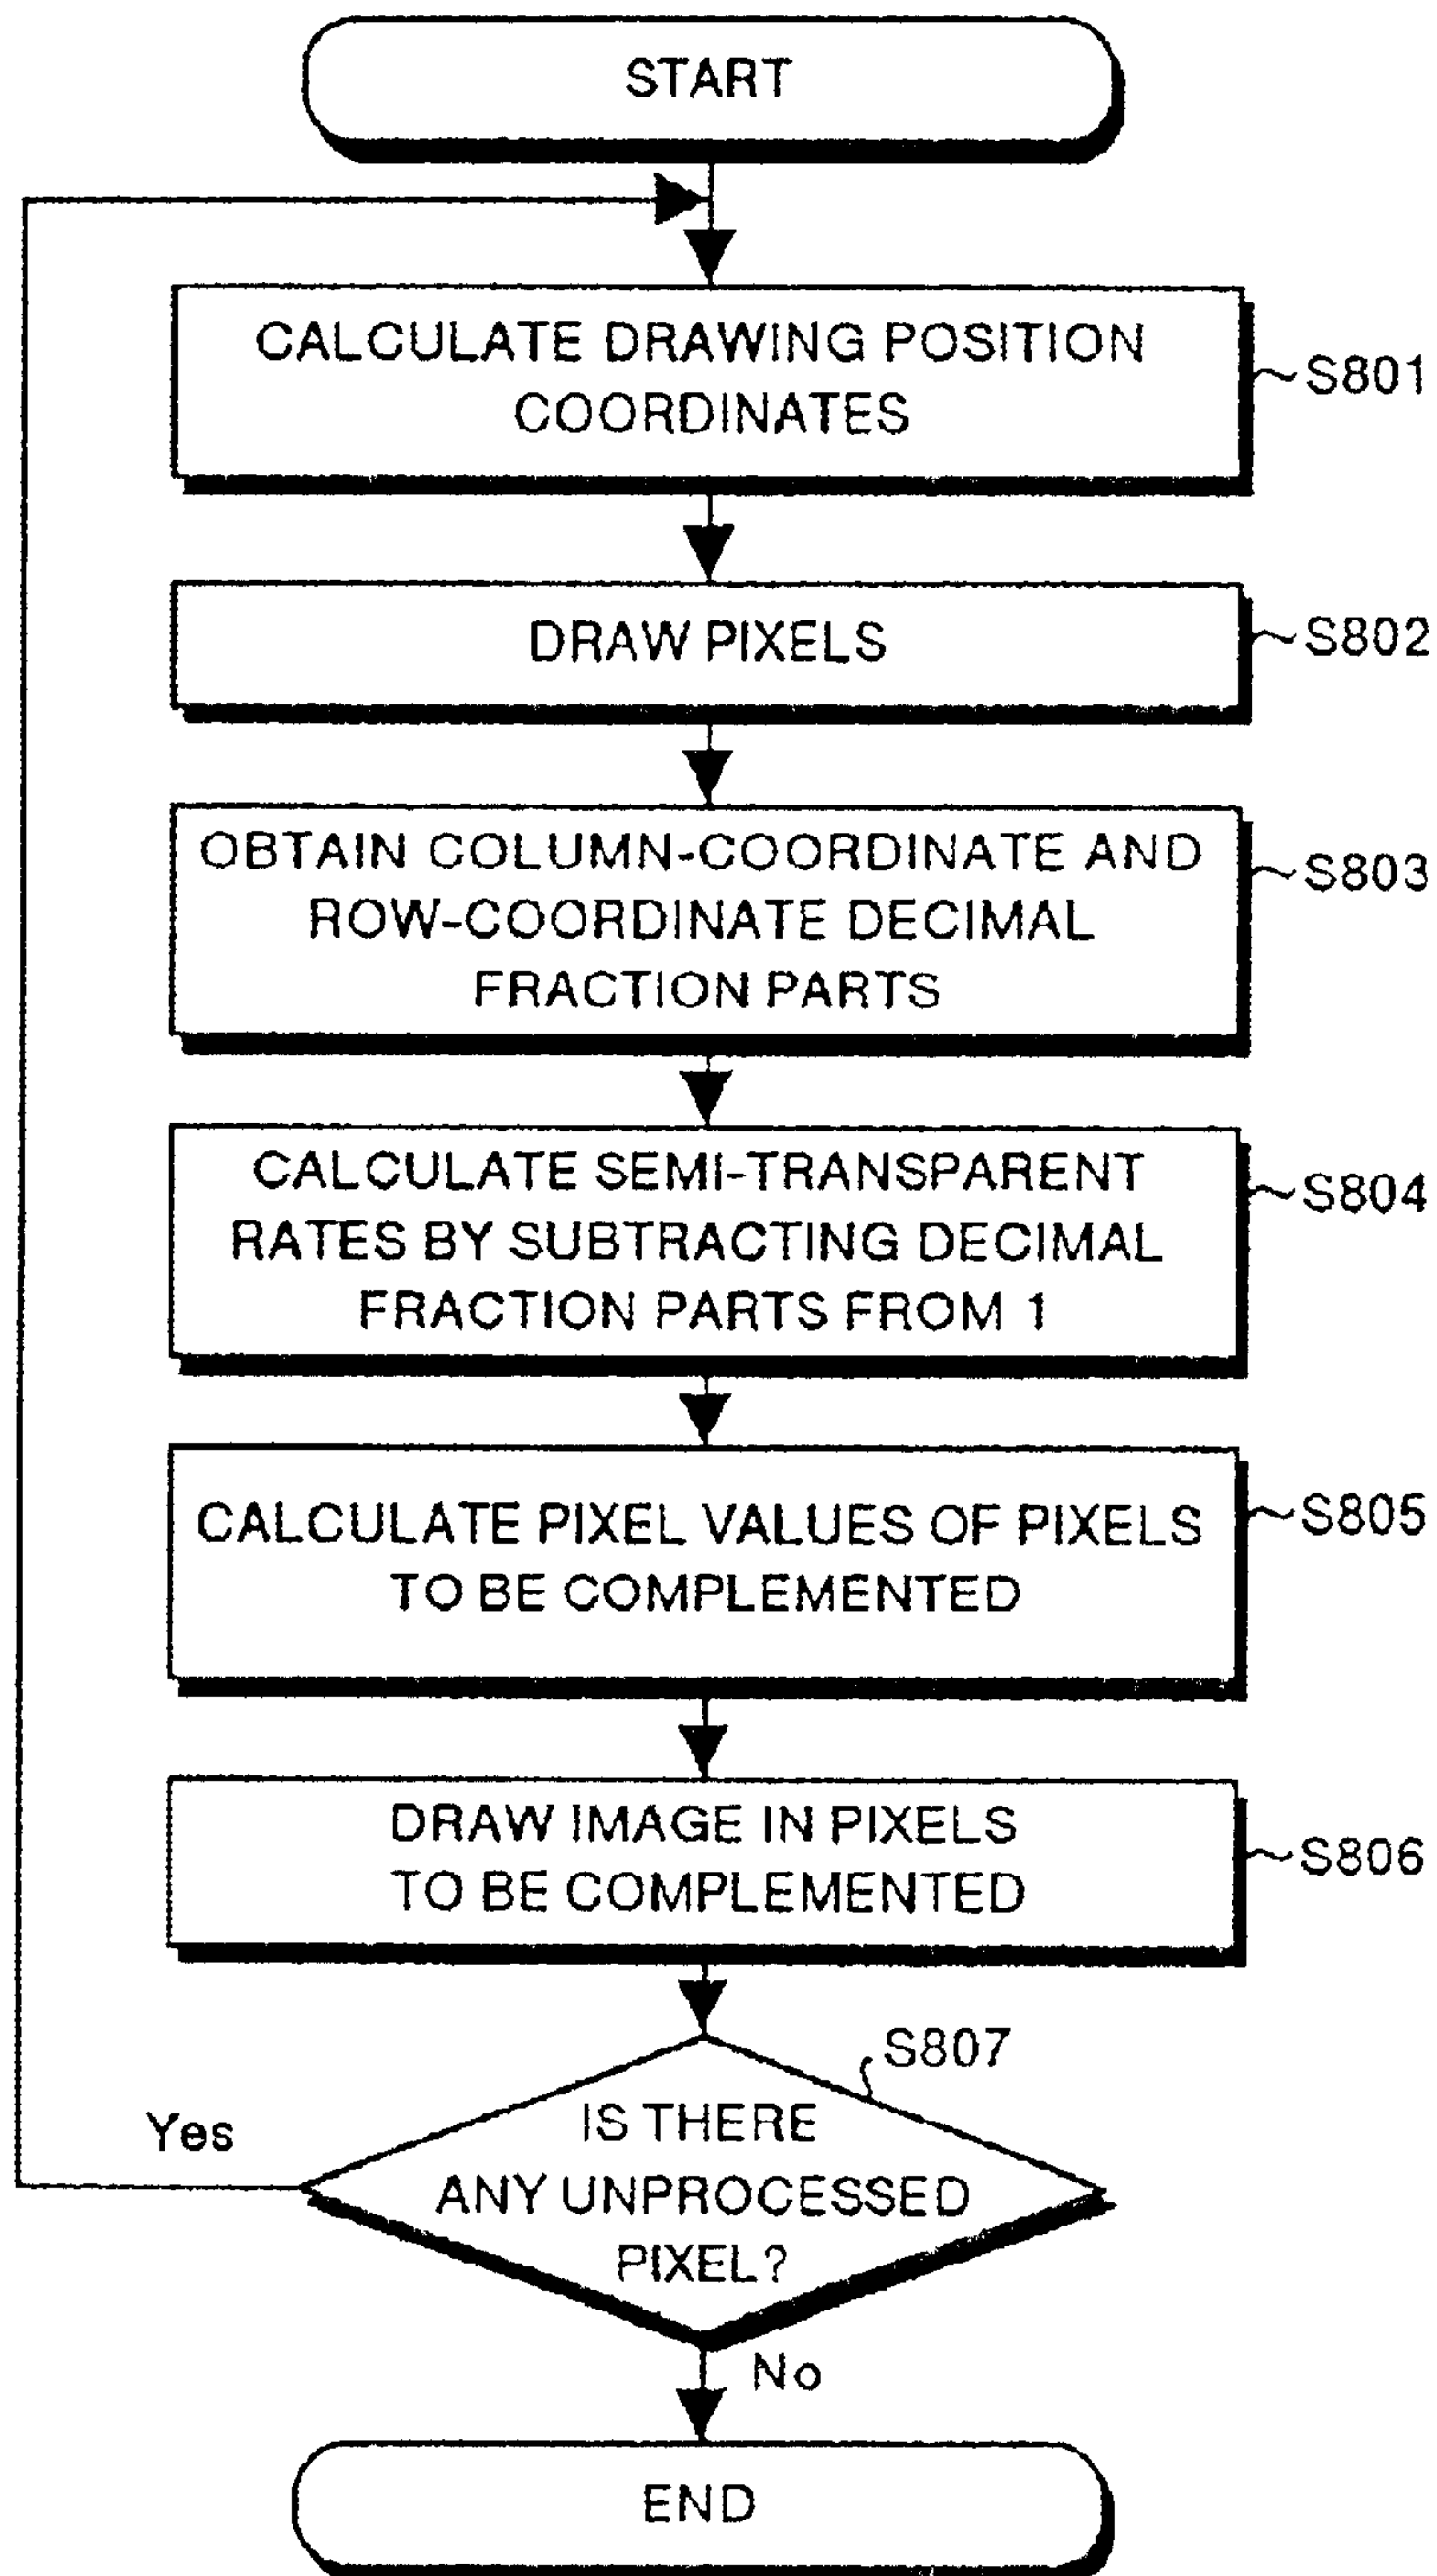 START
CALCULATE DRAWING POSITION
COORDINATES
S801
DRAW PIXELS
S802
OBTAIN COLUMN-COORDINATE AND
ROW-COORDINATE DECIMAL
FRACTION PARTS
S803
CALCULATE SEMI-TRANSPARENT
RATES BY SUBTRACTING DECIMAL
FRACTION PARTS FROM 1
S804
CALCULATE PIXEL VALUES OF PIXELS
TO BE COMPLEMENTED
S805
DRAW IMAGE IN PIXELS
TO BE COMPLEMENTED
S806
S807
IS THERE
ANY UNPROCESSED
PIXEL?
Yes
No
END